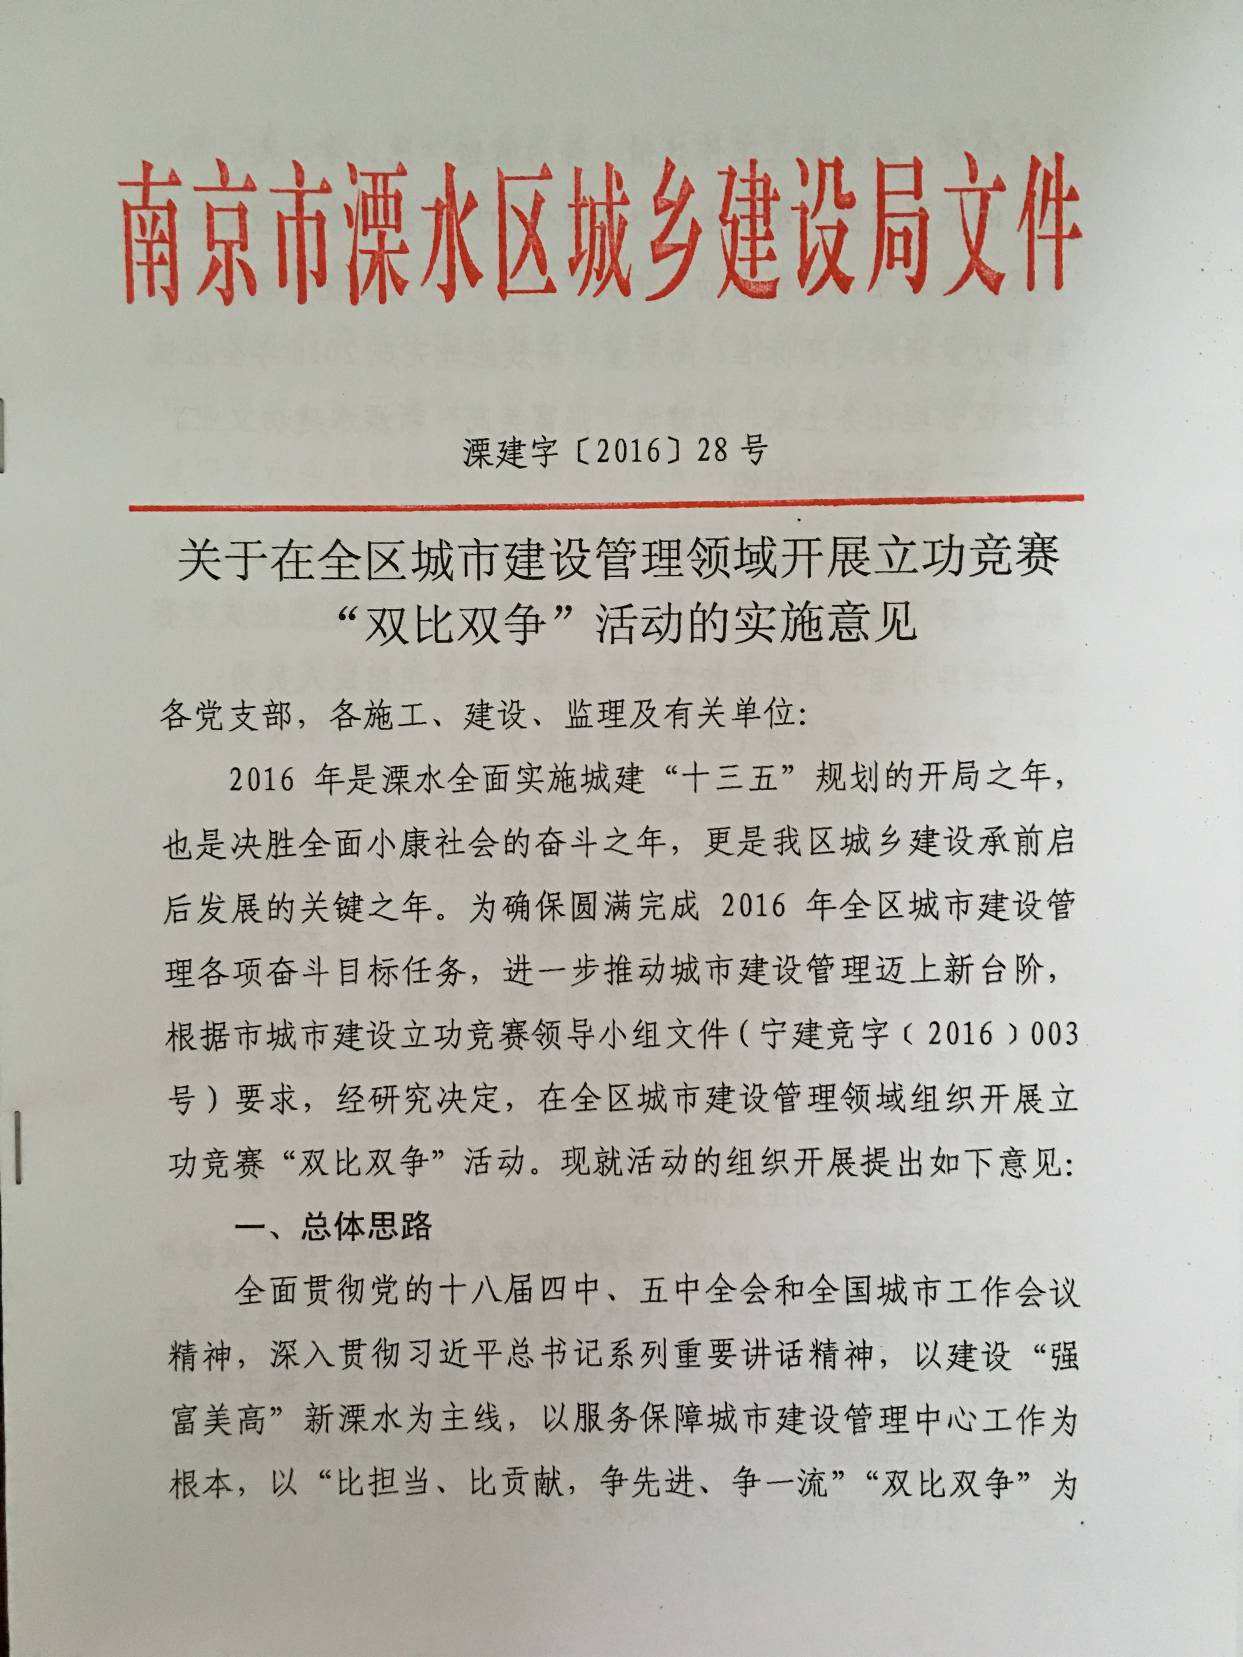 南京市溧水区城乡建设局文件
溧建字〔2016〕28 号
关于在全区城市建设管理领域开展立功竞赛
“双比双争”活动的实施意见
各党支部，各施工、建设、监理及有关单位：
2016 年是溧水全面实施城建“十三五”规划的开局之年，
也是决胜全面小康社会的奋斗之年，更是我区城乡建设承前启
后发展的关键之年。为确保圆满完成 2016 年全区城市建设管
理各项奋斗目标任务，进一步推动城市建设管理迈上新台阶，
根据市城市建设立功竞赛领导小组文件（宁建竞字﹝2016﹞003
号）要求，经研究决定，在全区城市建设管理领域组织开展立
功竞赛“双比双争”活动。现就活动的组织开展提出如下意见：
一、总体思路
全面贯彻党的十八届四中、五中全会和全国城市工作会议
精神，深入贯彻习近平总书记系列重要讲话精神，以建设“强
富美高”新溧水为主线，以服务保障城市建设管理中心工作为
根本，以“比担当、比贡献，争先进、争一流”“双比双争”为